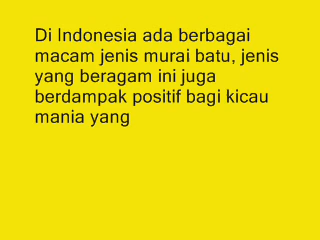 Di Indonesia ada berbagai
macam jenis murai batu, jenis
yang beragam ini juga
berdampak positif bagi kicau
mania yang